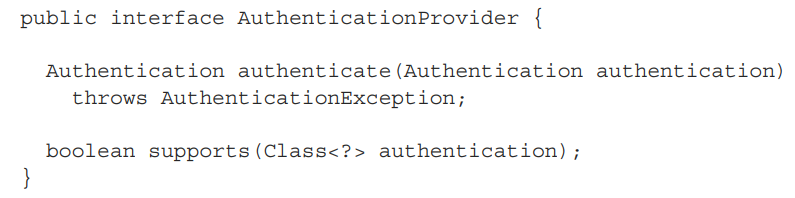 public interface AuthenticationProvider {
Authentication authenticate(Authentication authentication)
throws AuthenticationException;
boolean supports(Class<?> authentication);
}